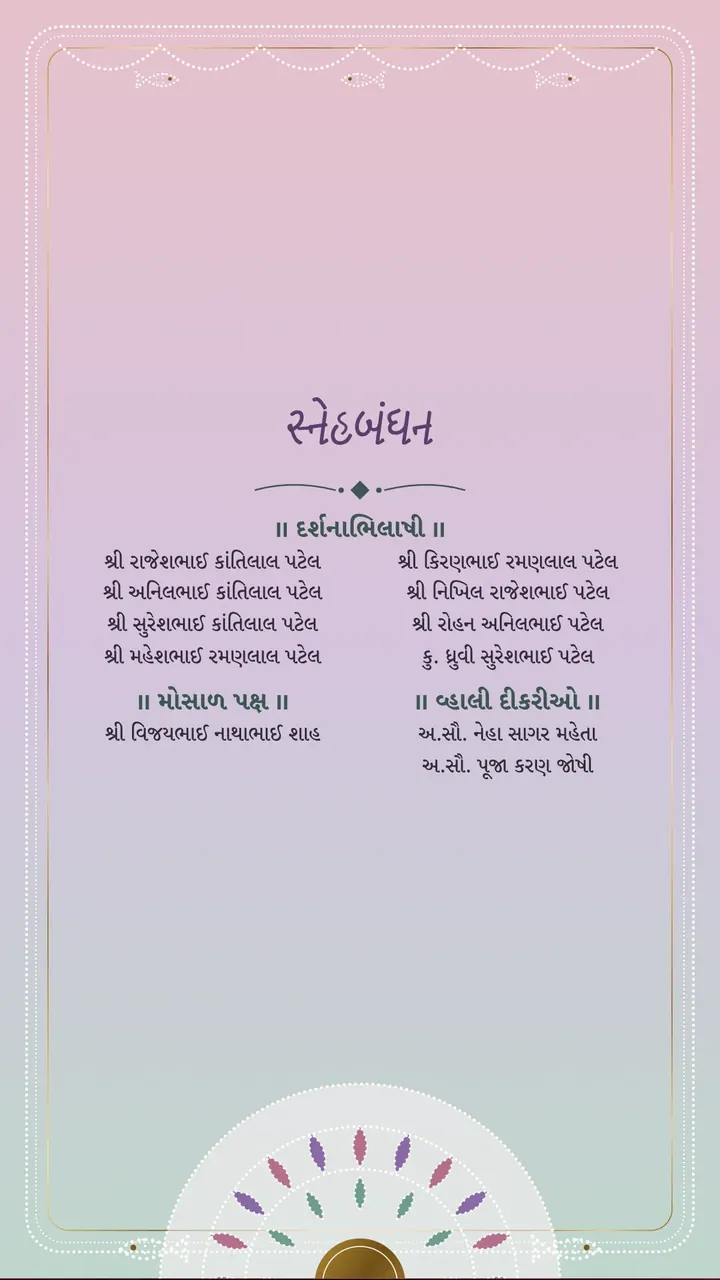 સ્નેહબંધન
॥ દર્શનાભિલાષી ॥
શ્રી રાજેશભાઈ કાંતિલાલ પટેલ
શ્રી અનિલભાઈ કાંતિલાલ પટેલ
શ્રી સુરેશભાઈ કાંતિલાલ પટેલ
શ્રી મહેશભાઈ રમણલાલ પટેલ
શ્રી કિરણભાઈ રમણલાલ પટેલ
શ્રી નિખિલ રાજેશભાઈ પટેલ
શ્રી રોહન અનિલભાઈ પટેલ
કુ. ધ્રુવી સુરેશભાઈ પટેલ
॥ મોસાળ પક્ષ ॥
શ્રી વિજયભાઈ નાથાભાઈ શાહ
॥ વ્હાલી દીકરીઓ ॥
અ.સૌ. નેહા સાગર મહેતા
અ.સૌ. પૂજા કરણ જોષી